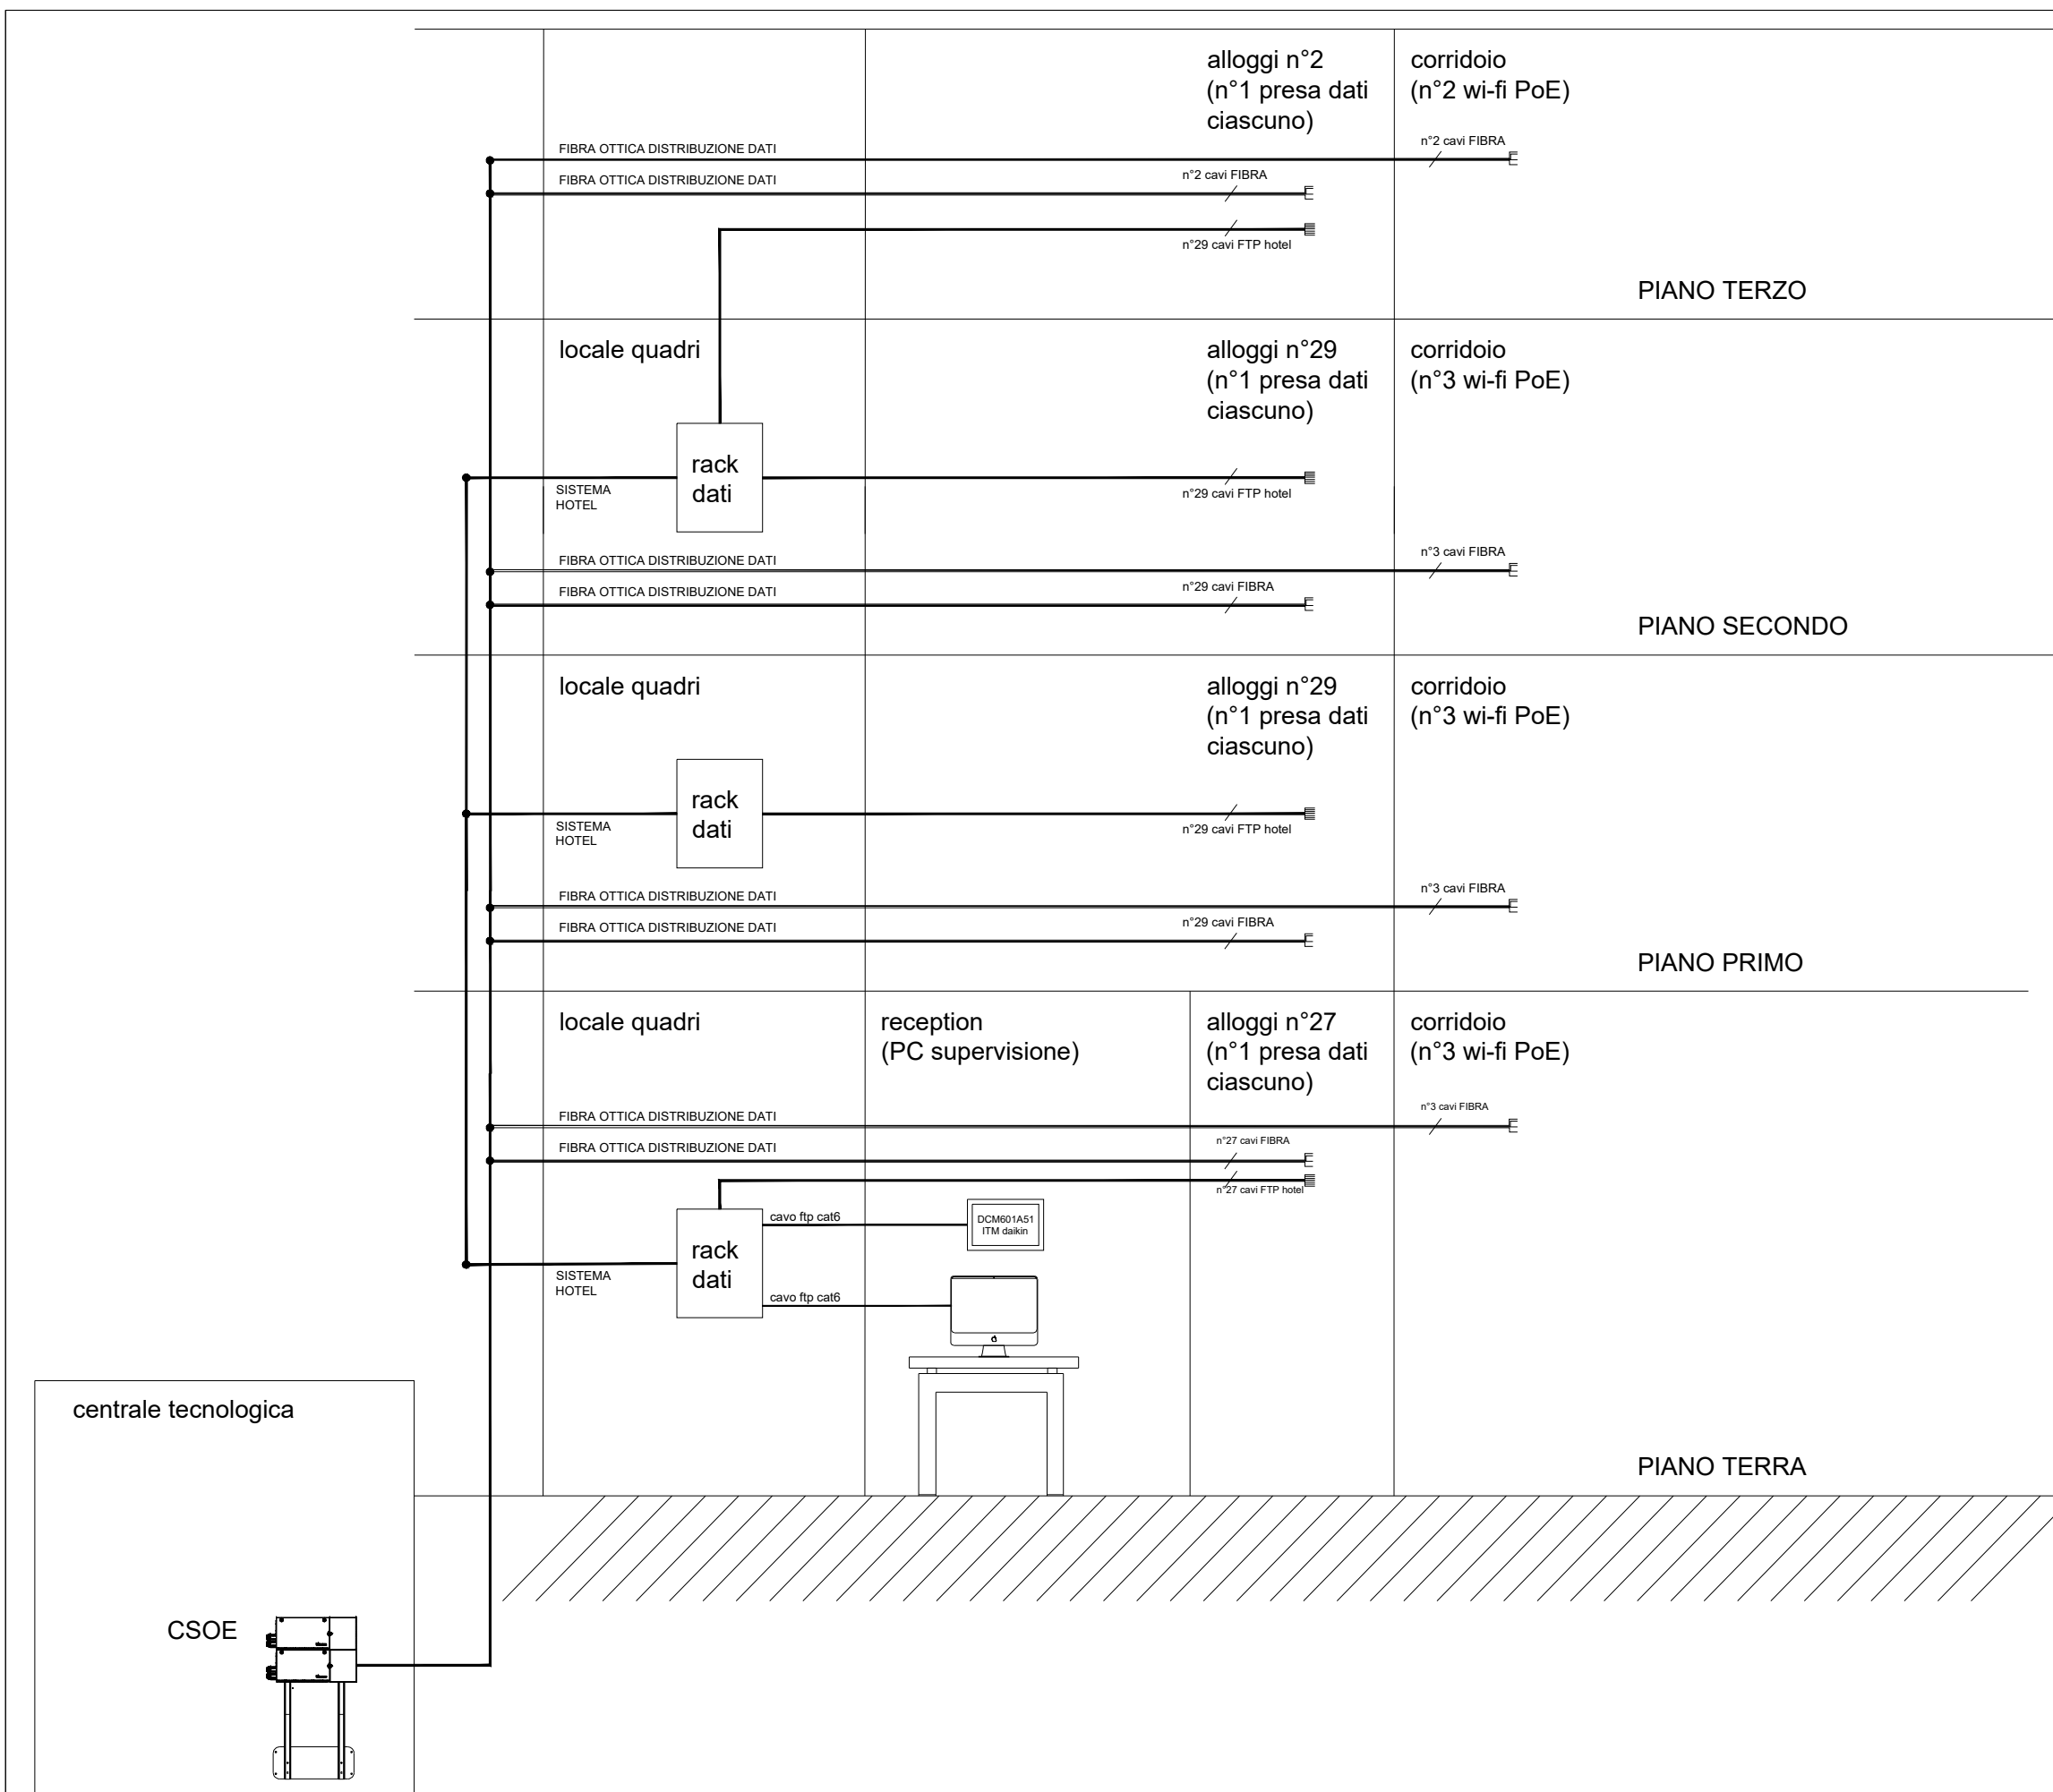 alloggi n°2
(n°1 presa dati
ciascuno)
corridoio
(n°2 wi-fi PoE)
FIBRA OTTICA DISTRIBUZIONE DATI
n°2 cavi FIBRA
FIBRA OTTICA DISTRIBUZIONE DATI
n°2 cavi FIBRA
n°29 cavi FTP hotel
PIANO TERZO
locale quadri
alloggi n°29
(n°1 presa dati
ciascuno)
corridoio
(n°3 wi-fi PoE)
rack
dati
SISTEMA
HOTEL
n°29 cavi FTP hotel
FIBRA OTTICA DISTRIBUZIONE DATI
n°3 cavi FIBRA
FIBRA OTTICA DISTRIBUZIONE DATI
n°29 cavi FIBRA
PIANO SECONDO
locale quadri
alloggi n°29
(n°1 presa dati
ciascuno)
corridoio
(n°3 wi-fi PoE)
rack
dati
SISTEMA
HOTEL
n°29 cavi FTP hotel
FIBRA OTTICA DISTRIBUZIONE DATI
n°3 cavi FIBRA
FIBRA OTTICA DISTRIBUZIONE DATI
n°29 cavi FIBRA
PIANO PRIMO
locale quadri
reception
(PC supervisione)
alloggi n°27
(n°1 presa dati
ciascuno)
corridoio
(n°3 wi-fi PoE)
FIBRA OTTICA DISTRIBUZIONE DATI
n°3 cavi FIBRA
FIBRA OTTICA DISTRIBUZIONE DATI
n°27 cavi FIBRA
n°27 cavi FTP hotel
cavo ftp cat6
DCM601A51
ITM daikin
rack
dati
SISTEMA
HOTEL
cavo ftp cat6
centrale tecnologica
PIANO TERRA
CSOE